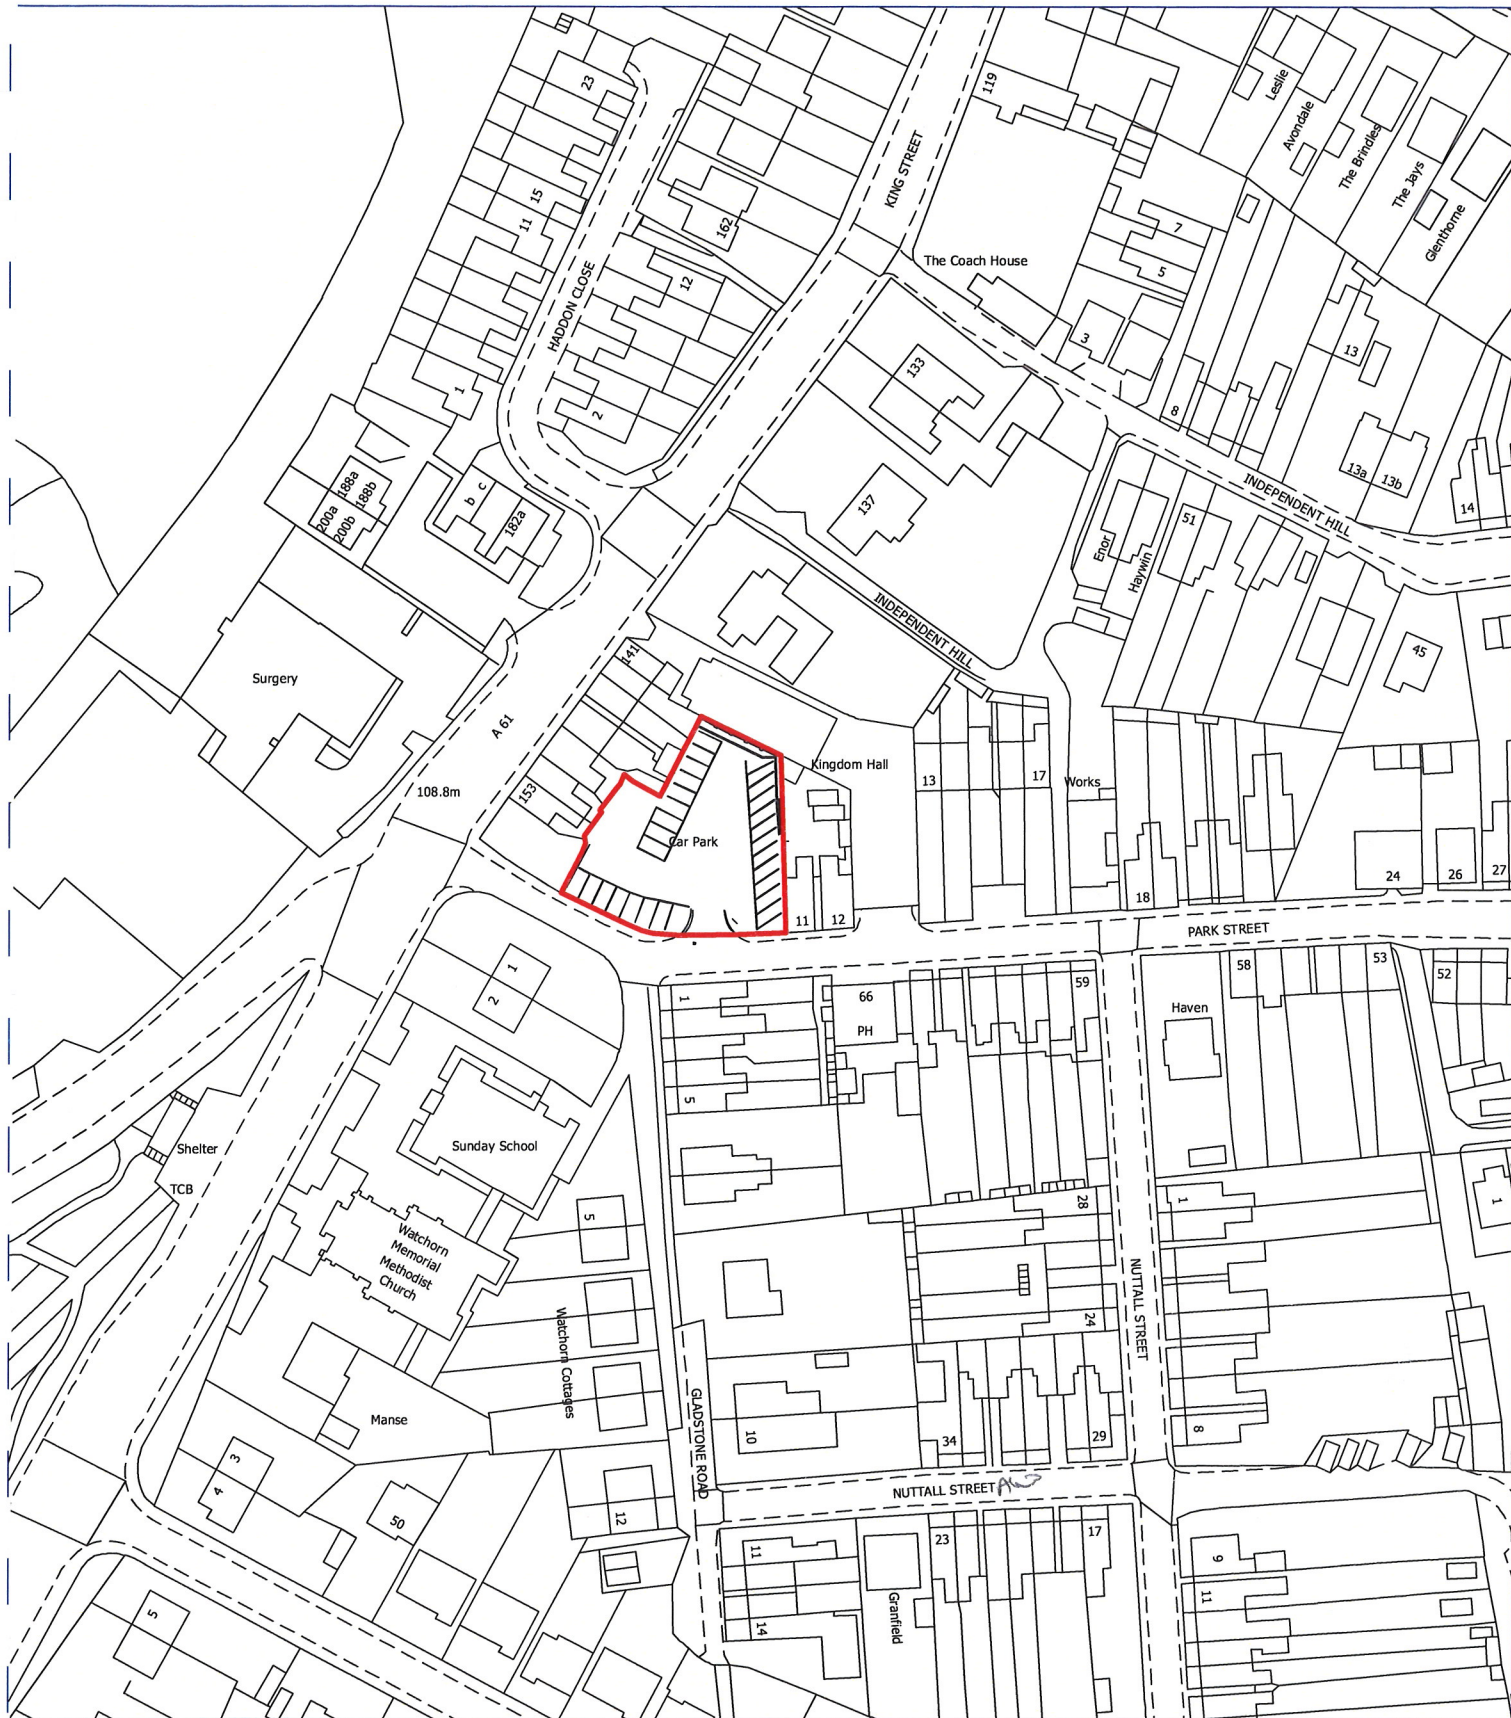 23
119
Leslie
Avondale
The Brindles
The Jays
Glenthorne
KING STREET
15
11
162
7
5
The Coach House
12
HADDON CLOSE
3
13
133
1
2
8
13a
13b
188a
188b
200a
200b
b
c
182a
137
51
INDEPENDENT HILL
14
Enor
Haywin
INDEPENDENT HILL
45
141
Surgery
A 61
Kingdom Hall
13
17
Works
108.8m
153
Car Park
24
26
27
18
11
12
PARK STREET
1
2
1
66
PH
59
58
53
52
Haven
5
Sunday School
Shelter
TCB
5
28
1
1
Watchorn
Memorial
Methodist
Church
NUTTALL STREET
24
Watchorn Cottages
GLADSTONE ROAD
Manse
10
34
29
8
3
4
50
12
NUTTALL STREET
11
23
17
9
11
14
Granfield
5